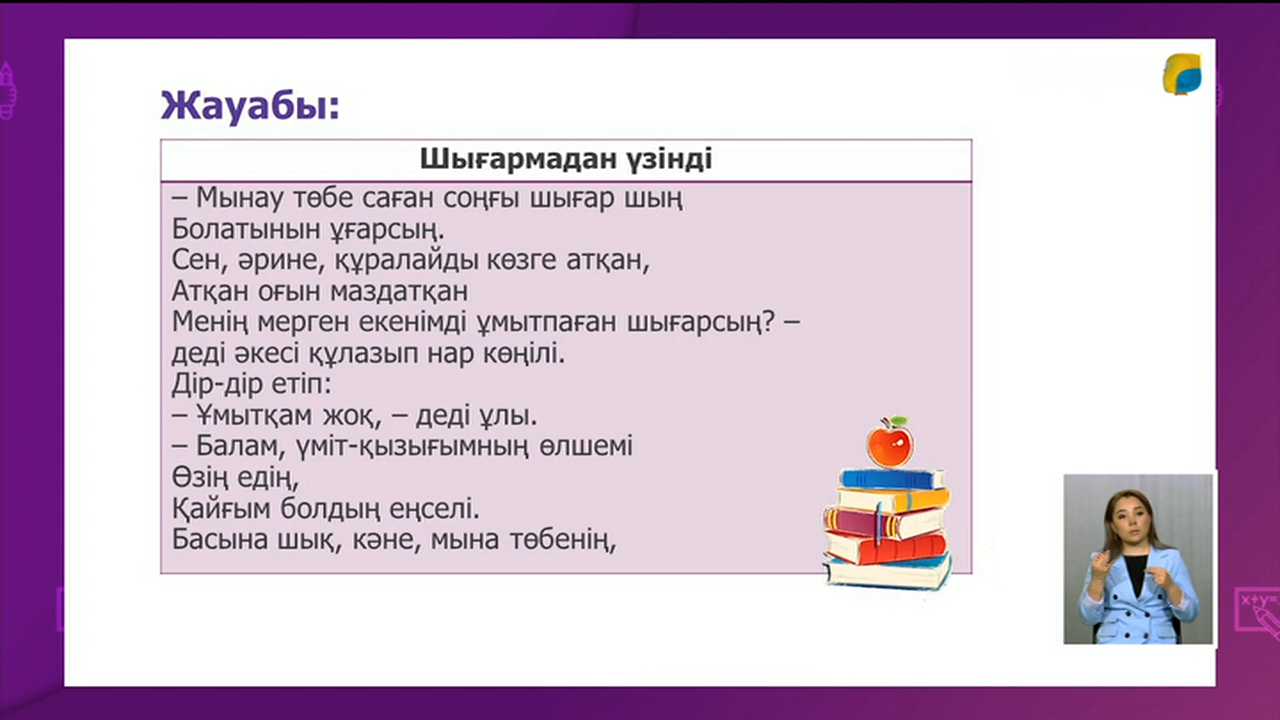 Жауабы:
Шығармадан үзінді
– Мынау төбе саған соңғы шығар шың
Болатынын ұғарсың.
Сен, әрине, құралайды көзге атқан,
Атқан оғын маздатқан
Менің мерген екенімді ұмытпаған шығарсың? –
деді әкесі құлазып нар көңілі.
Дір-дір етіп:
– Ұмытқам жоқ, – деді ұлы.
– Балам, үміт-қызығымның өлшемі
Өзің едің,
Қайғым болдың еңселі.
Басына шық, кәне, мына төбенің,
x+y=